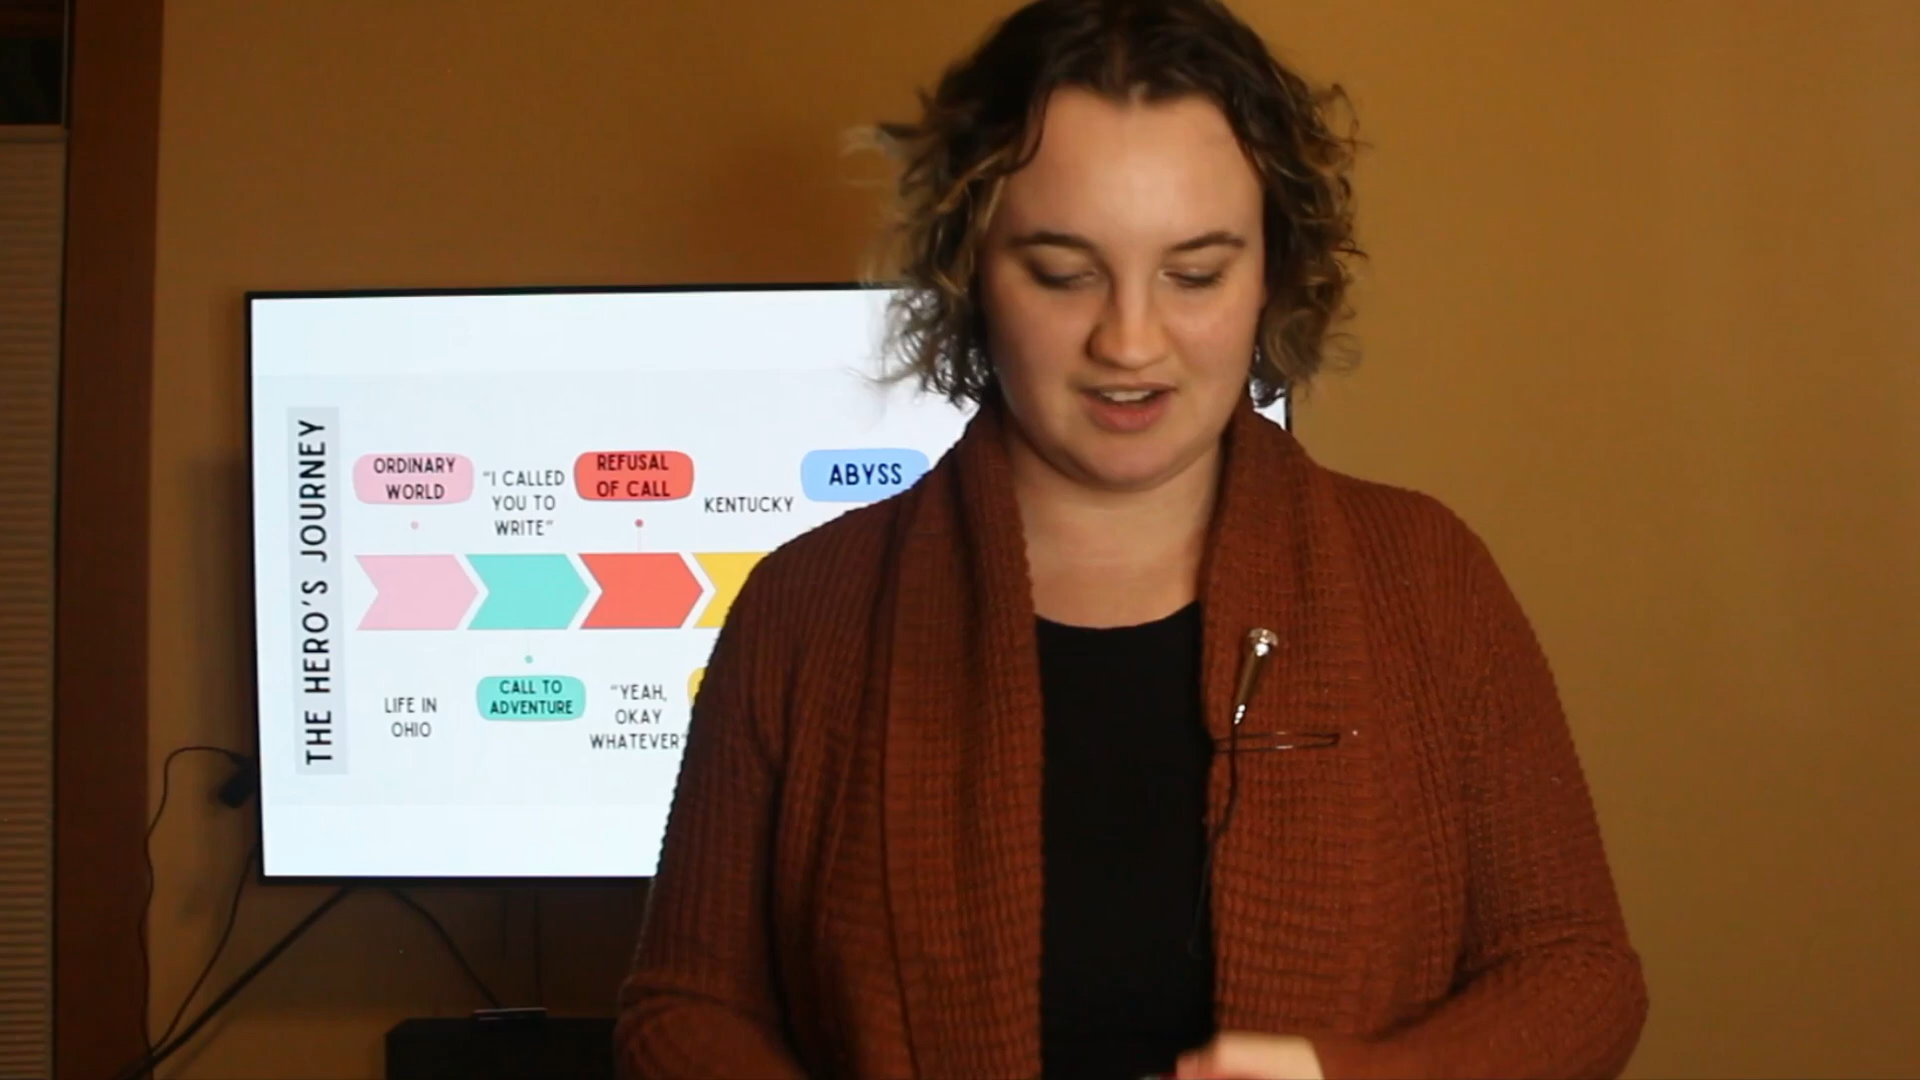 THE HERO'S JOURNEY
ORDINARY
WORLD
"I CALLED
YOU TO
WRITE"
REFUSAL
OF CALL
KENTUCKY
ABYSS
LIFE IN
OHIO
CALL TO
ADVENTURE
"YEAH,
OKAY
WHATEVER"